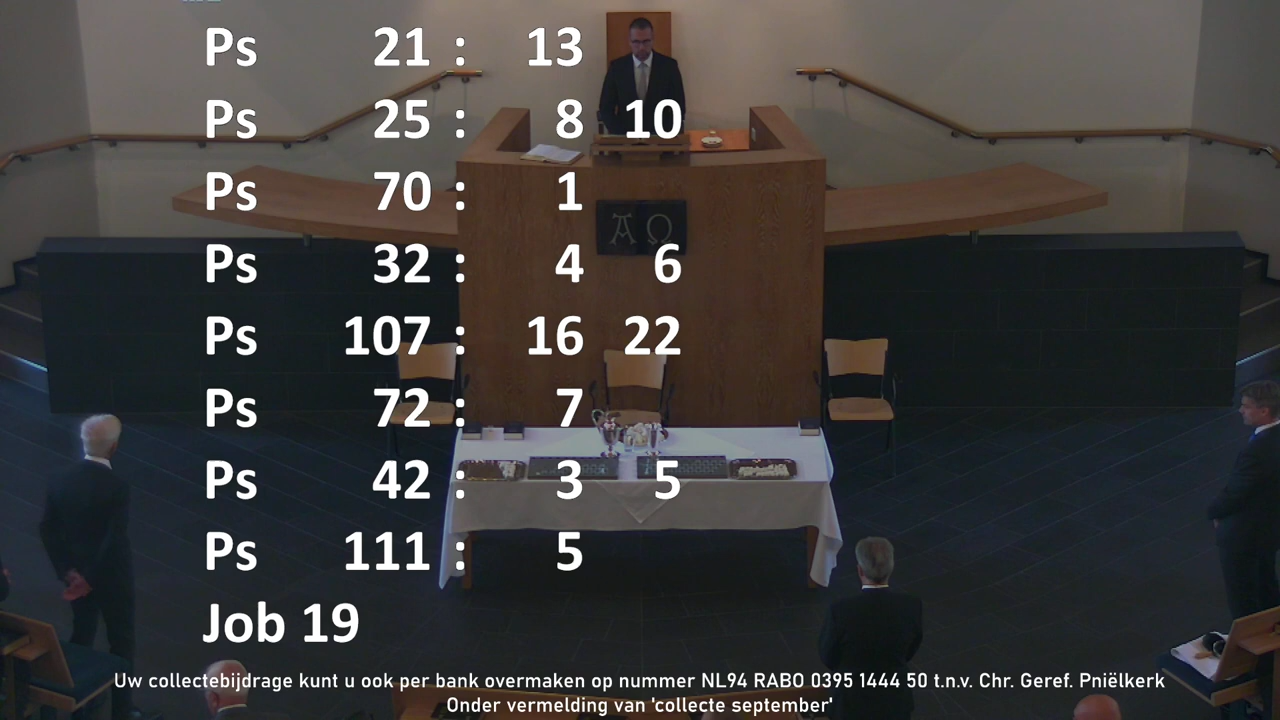 Ps 21 : 13
Ps 25 : 8 10
Ps 70 : 1
ΑΩ
Ps 32 : 4 6
Ps 107 : 16 22
Ps 72 : 7
Ps 42 : 3 5
Ps 111 : 5
Job 19
Uw collectebijdrage kunt u ook per bank overmaken op nummer NL94 RABO 0395 1444 50 t.n.v. Chr. Geref. Pniëlkerk
Onder vermelding van 'collecte september'